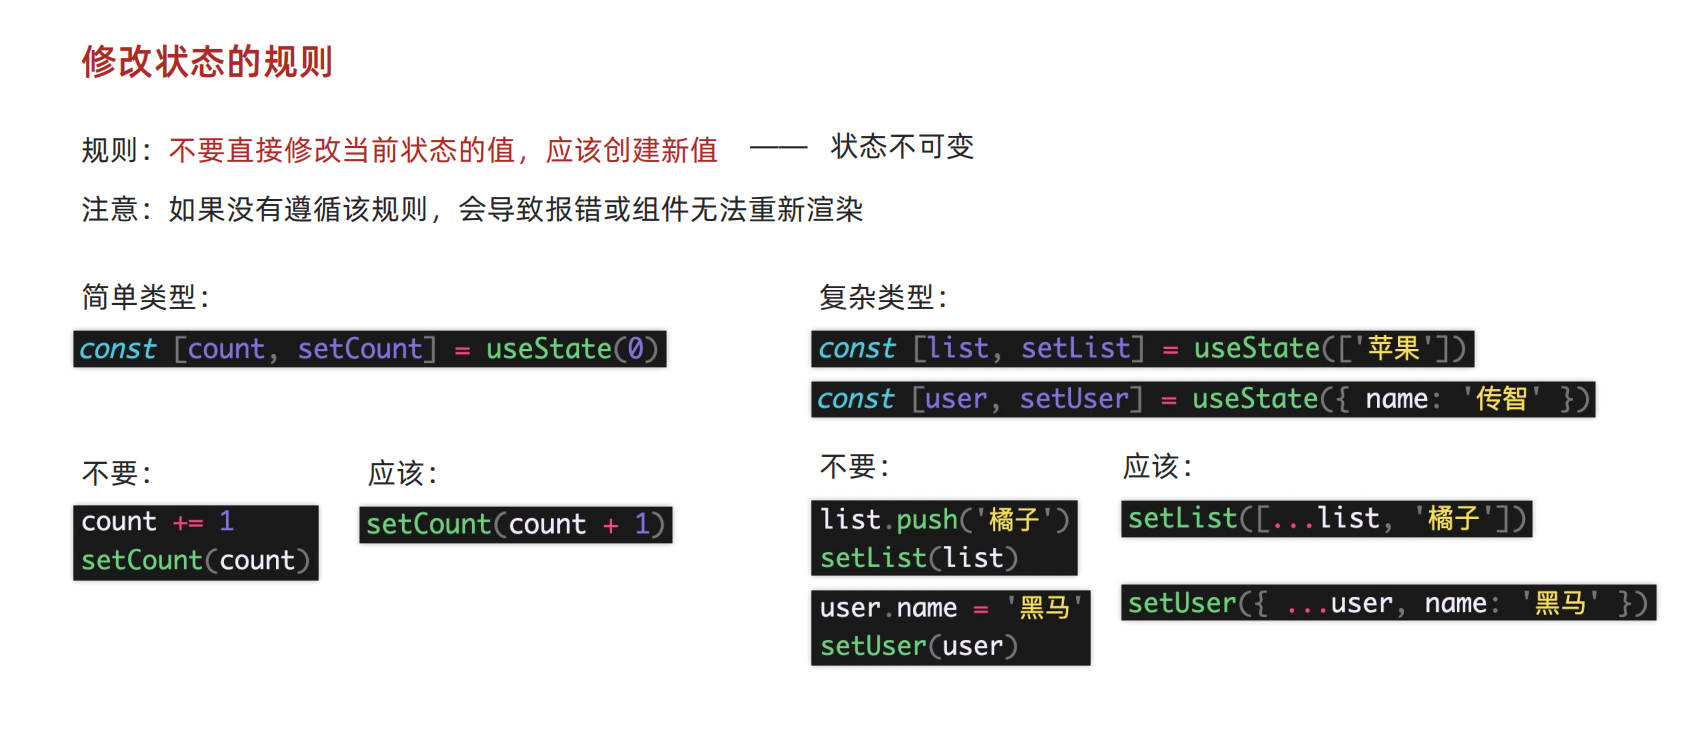 修改状态的规则
规则：不要直接修改当前状态的值，应该创建新值 —— 状态不可变
注意：如果没有遵循该规则，会导致报错或组件无法重新渲染
简单类型：
const [count, setCount] = useState(0)
不要：
count += 1
setCount(count)
应该：
setCount(count + 1)
复杂类型：
const [list, setList] = useState(['苹果'])
const [user, setUser] = useState({ name: '传智' })
不要：
list.push('橘子')
setList(list)
user.name = '黑马'
setUser(user)
应该：
setList([...list, '橘子'])
setUser({ ...user, name: '黑马' })